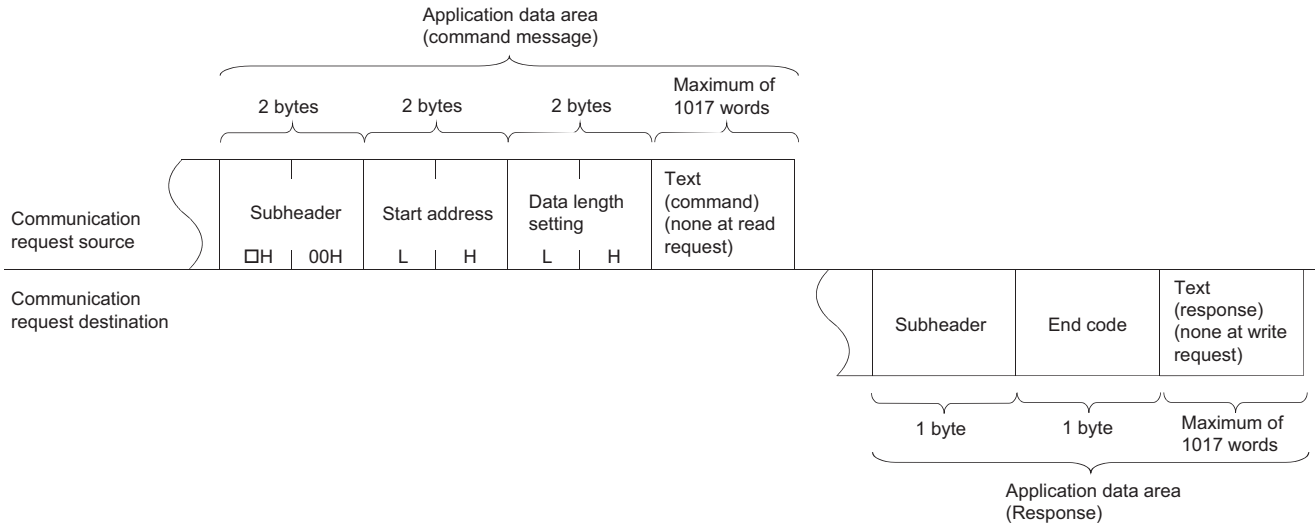 Application data area
(command message)
2 bytes
2 bytes
2 bytes
Maximum of
1017 words
Communication
request source
Subheader
□H
00H
Start address
L
H
Data length
setting
L
H
Text
(command)
(none at read
request)
Communication
request destination
Subheader
End code
Text
(response)
(none at write
request)
1 byte
1 byte
Maximum of
1017 words
Application data area
(Response)